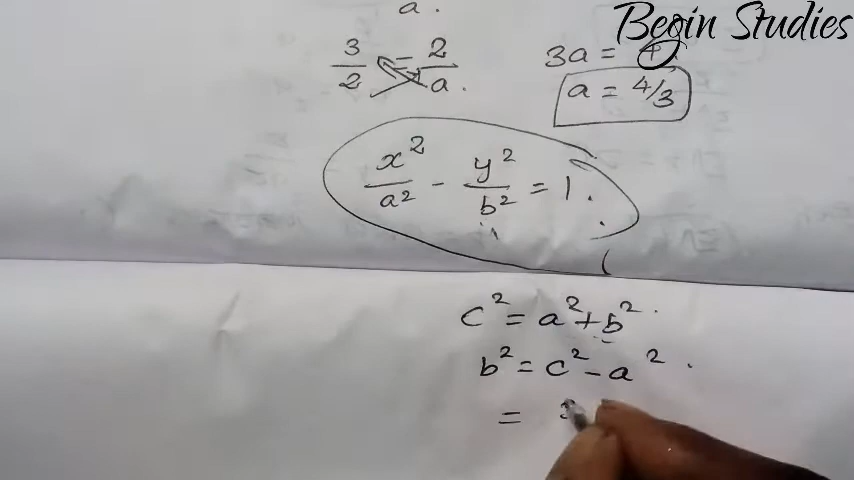 Begin Studies
a.
3/2 = 2/a. 3a = 4
a = 4/3
x²/a² - y²/b² = 1.
c² = a² + b².
b² = c² - a².
=